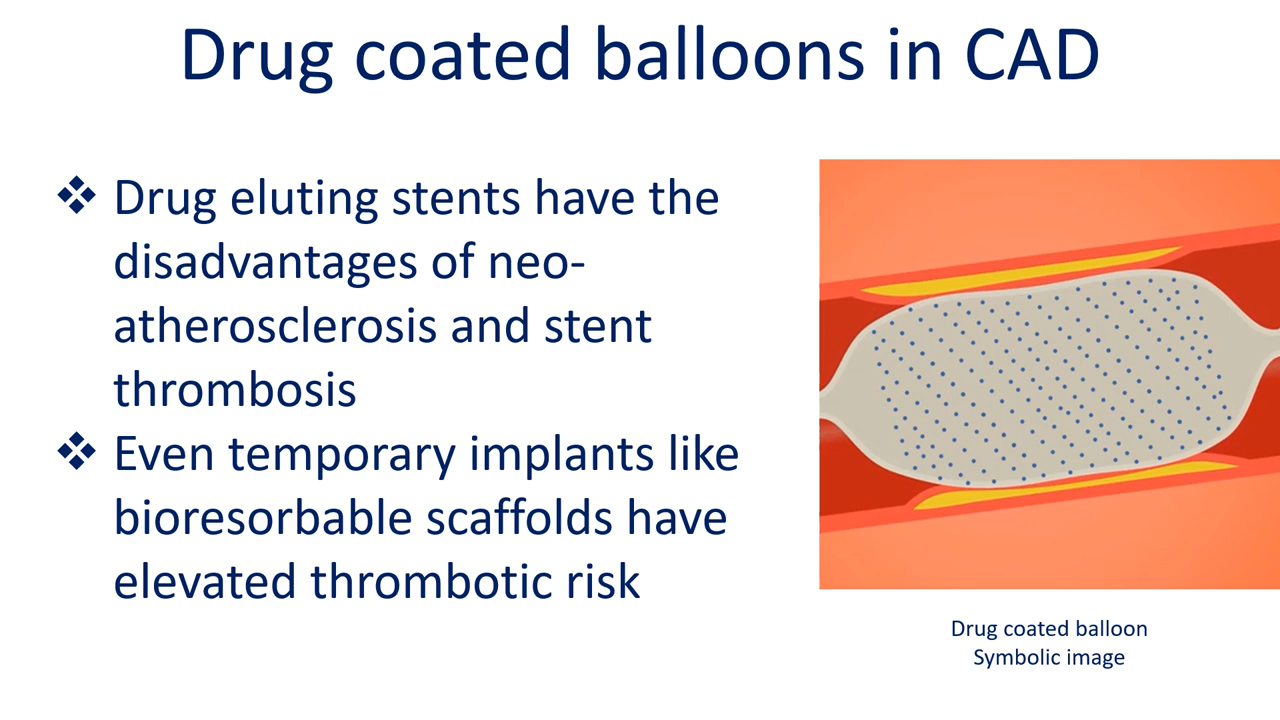 Drug coated balloons in CAD
❖ Drug eluting stents have the
disadvantages of neo-
atherosclerosis and stent
thrombosis
❖ Even temporary implants like
bioresorbable scaffolds have
elevated thrombotic risk
Drug coated balloon
Symbolic image